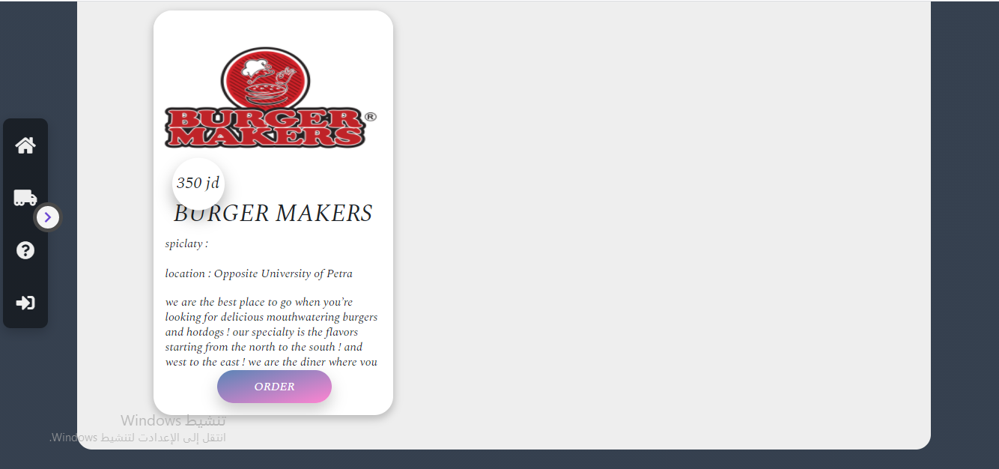 BURGER
MAKERS®
350 jd
BURGER MAKERS
spiclaty :
location : Opposite University of Petra
we are the best place to go when you're
looking for delicious mouthwatering burgers
and hotdogs ! our specialty is the flavors
starting from the north to the south ! and
west to the east ! we are the diner where you
ORDER
تنشيط Windows
انتقل إلى الإعدادت لتنشيط Windows.